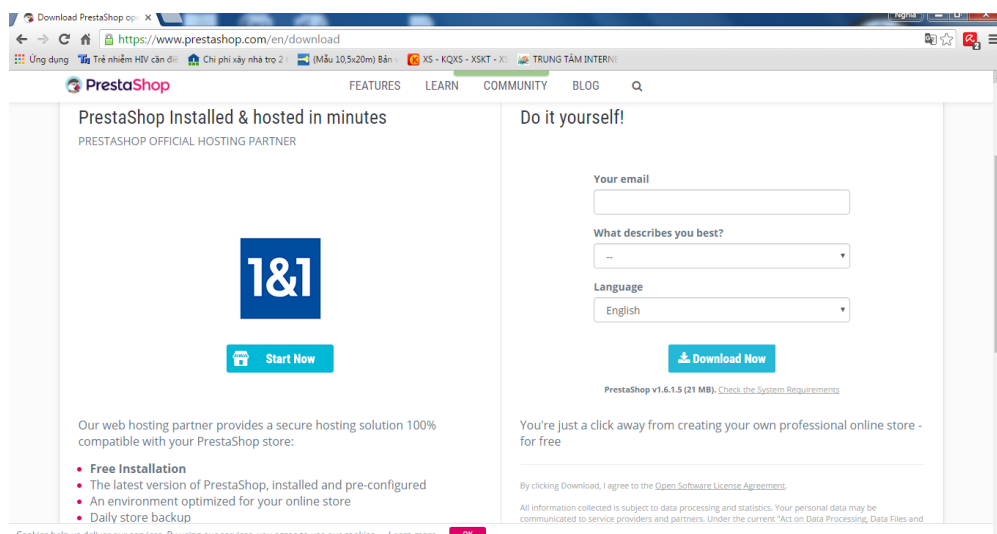 Download PrestaShop op
Nghia
https://www.prestashop.com/en/download
Ứng dụng
Trẻ nhiễm HIV cần
Chi phí xây nhà trọ 2
(Mẫu 10,5x20m) Bản
XS - KQXS - XSKT - XS
TRUNG TÂM INTERNE
PrestaShop
FEATURES
LEARN
COMMUNITY
BLOG
PrestaShop Installed & hosted in minutes
PRESTASHOP OFFICIAL HOSTING PARTNER
1&1
Start Now
Our web hosting partner provides a secure hosting solution 100%
compatible with your PrestaShop store:
• Free Installation
• The latest version of PrestaShop, installed and pre-configured
• An environment optimized for your online store
• Daily store backup
Do it yourself!
Your email
What describes you best?
--
Language
English
Download Now
PrestaShop v1.6.1.5 (21 MB). Check the System Requirements
You're just a click away from creating your own professional online store -
for free
By clicking Download, I agree to the Open Software License Agreement.
All information collected is subject to data processing and statistics. Your personal data may be
communicated to service providers and partners. Under the current "Act on Data Processing, Data Files and
OK